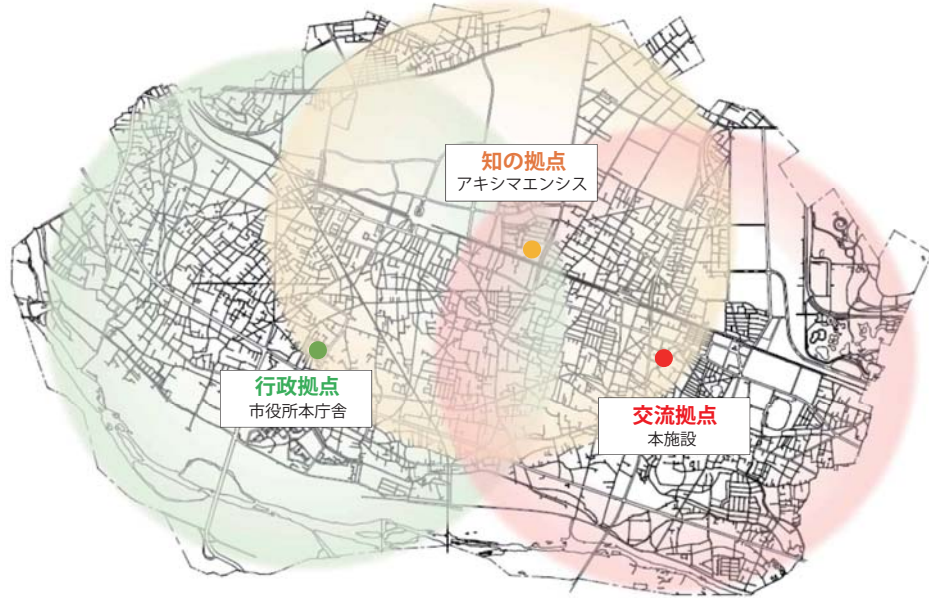 知の拠点
アキシマエンシス
行政拠点
市役所本庁舎
交流拠点
本施設